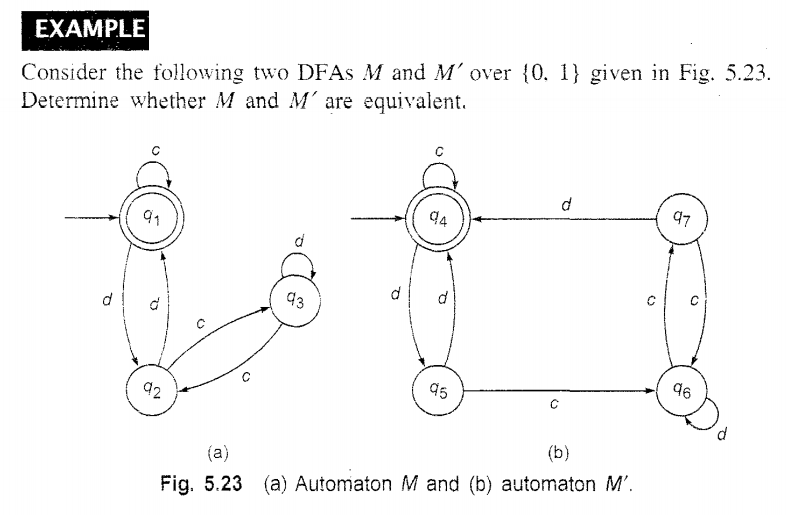 EXAMPLE
Consider the following two DFAs M and M′ over {0, 1} given in Fig. 5.23.
Determine whether M and M′ are equivalent.
c
c
q1
q4
d
q7
d
q3
d
d
c
c
d
d
c
c
q2
q5
c
q6
d
(a)
(b)
Fig. 5.23 (a) Automaton M and (b) automaton M′.